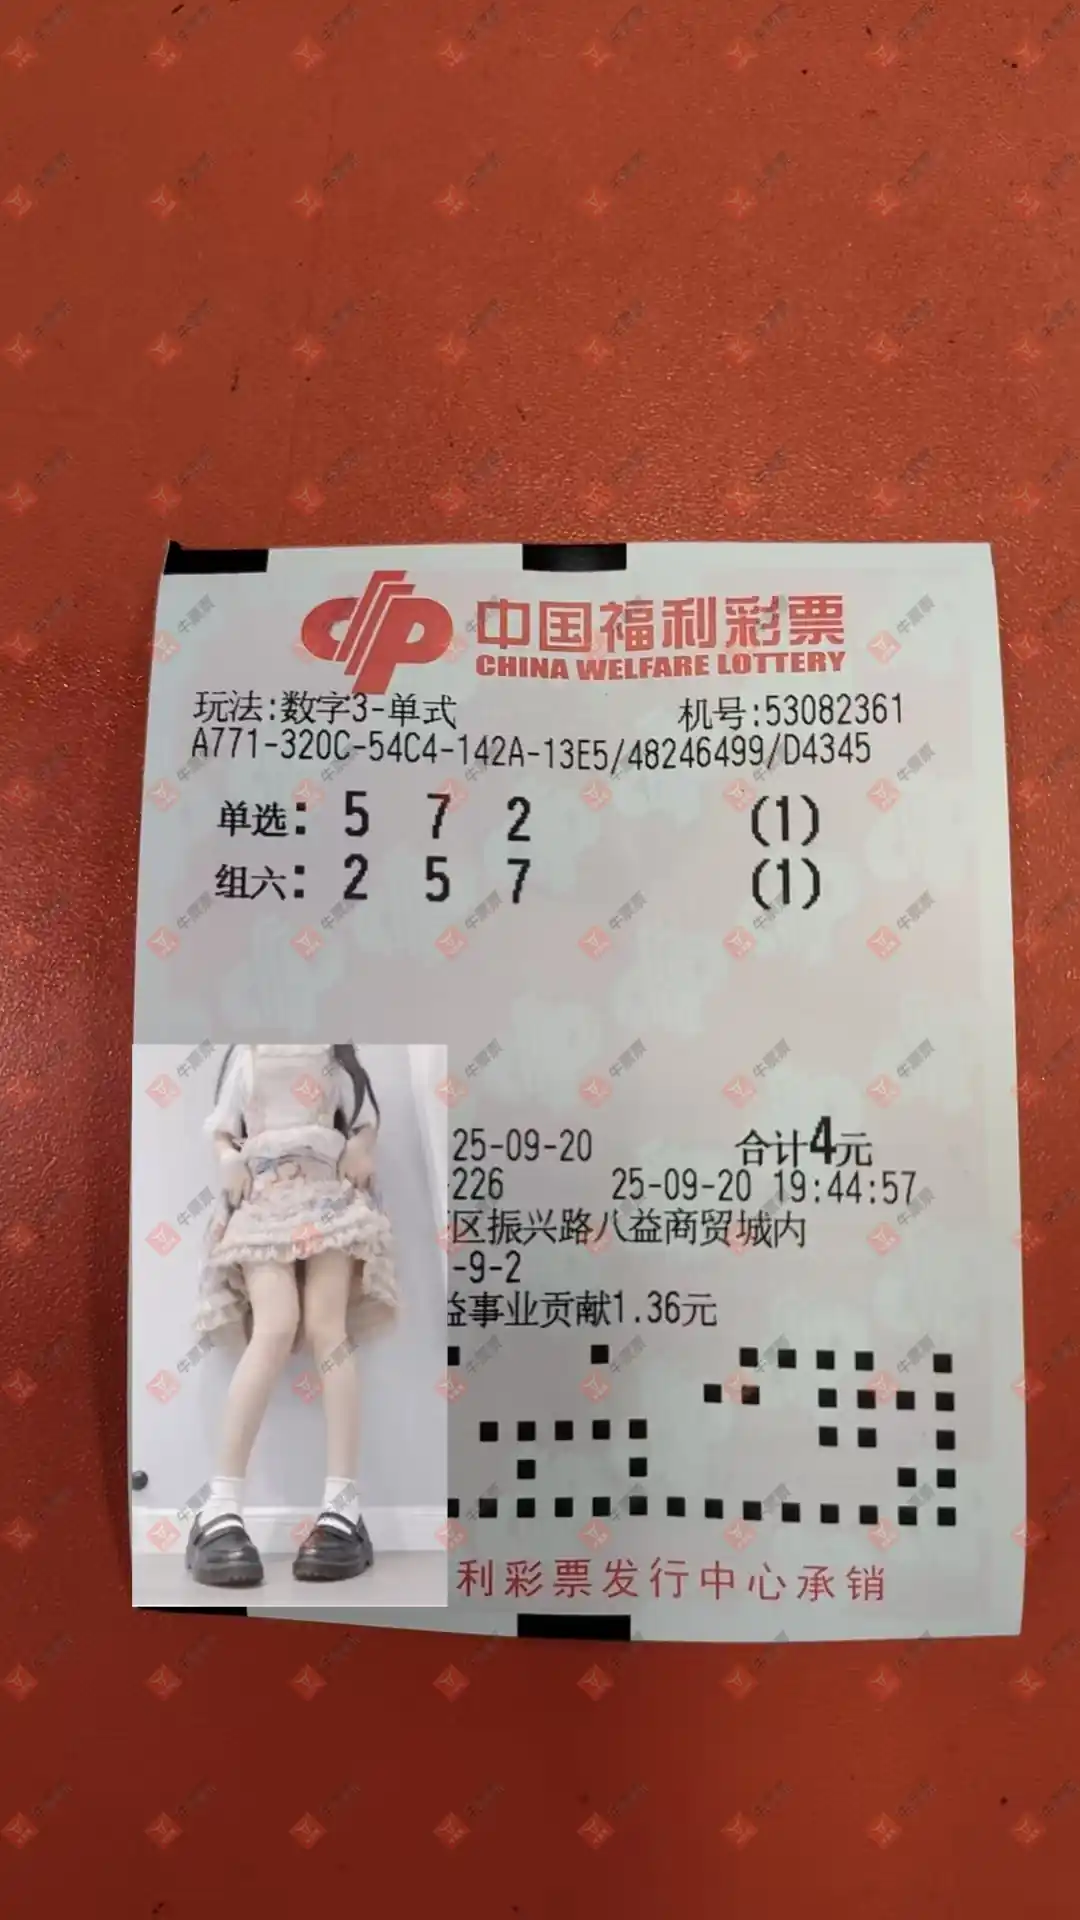 中国福利彩票
CHINA WELFARE LOTTERY
玩法:数字3-单式 机号:53082361
A771-320C-54C4-142A-13E5/48246499/D4345
单选: 5 7 2 (1)
组六: 2 5 7 (1)
25-09-20 合计4元
-226 25-09-20 19:44:57
区振兴路八益商贸城内
-9-2
益事业贡献1.36元
利彩票发行中心承销
牛票票